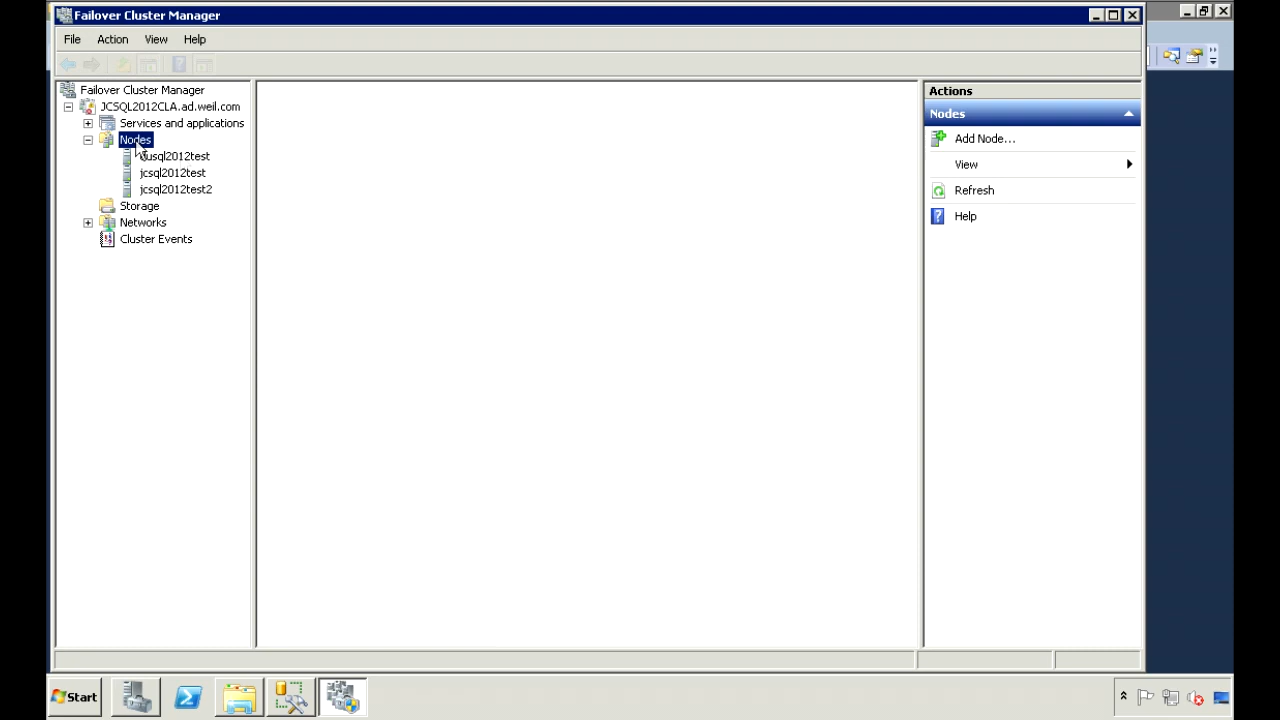 Failover Cluster Manager
File Action View Help
Failover Cluster Manager
JCSQL2012CLA.ad.weil.com
Services and applications
Nodes
usql2012test
jcsql2012test
jcsql2012test2
Storage
Networks
Cluster Events
Actions
Nodes
Add Node...
View
Refresh
Help
Start